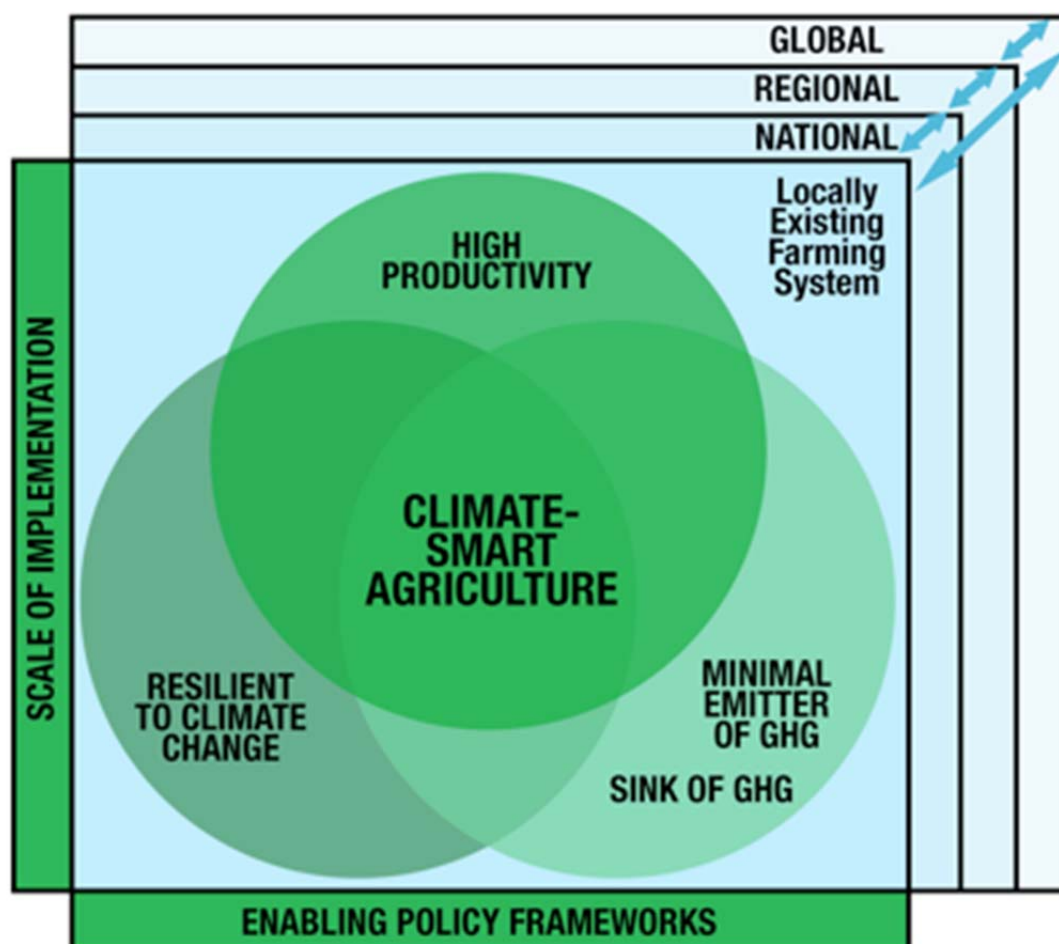 GLOBAL
REGIONAL
NATIONAL
Locally
Existing
Farming
System
HIGH
PRODUCTIVITY
SCALE OF IMPLEMENTATION
CLIMATE-
SMART
AGRICULTURE
RESILIENT
TO CLIMATE
CHANGE
MINIMAL
EMITTER
OF GHG
SINK OF GHG
ENABLING POLICY FRAMEWORKS